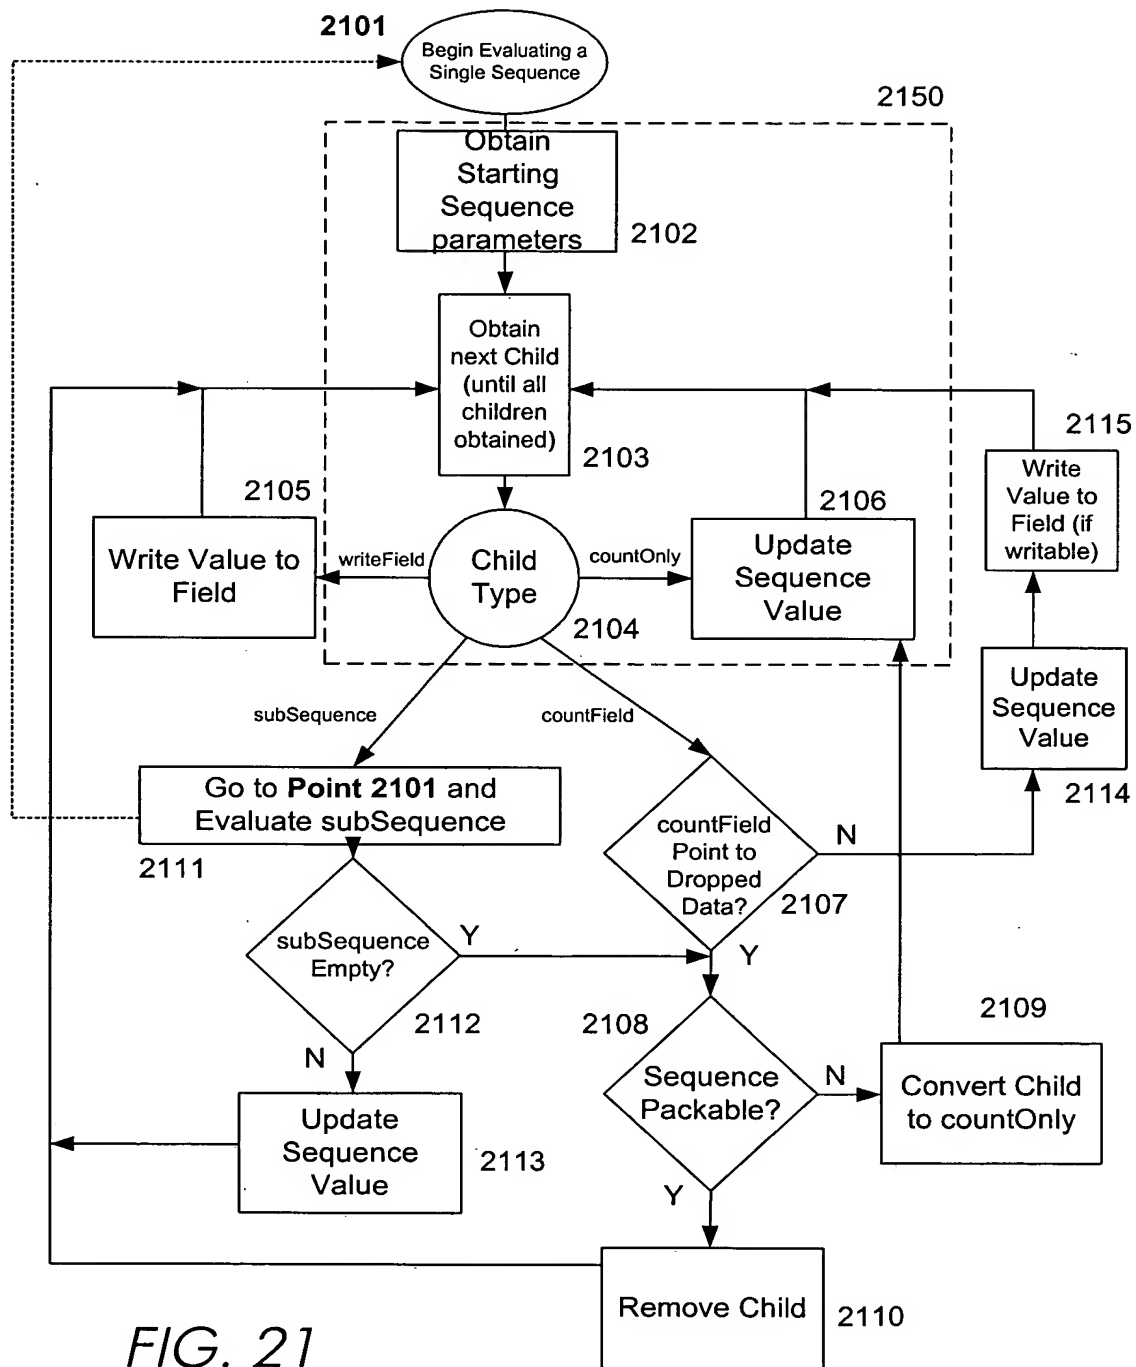 2101
Begin Evaluating a
Single Sequence
2150
Obtain
Starting
Sequence
parameters
2102
Obtain
next Child
(until all
children
obtained)
2103
2115
Write
Value to
Field (if
writable)
2105
Write Value to
Field
writeField
Child
Type
2104
countOnly
2106
Update
Sequence
Value
Update
Sequence
Value
2114
subSequence
countField
Go to Point 2101 and
Evaluate subSequence
2111
countField
Point to
Dropped
Data?
2107
N
Y
subSequence
Empty?
2112
Y
N
2108
Sequence
Packable?
N
Y
2109
Convert Child
to countOnly
Update
Sequence
Value
2113
Remove Child
2110
FIG. 21